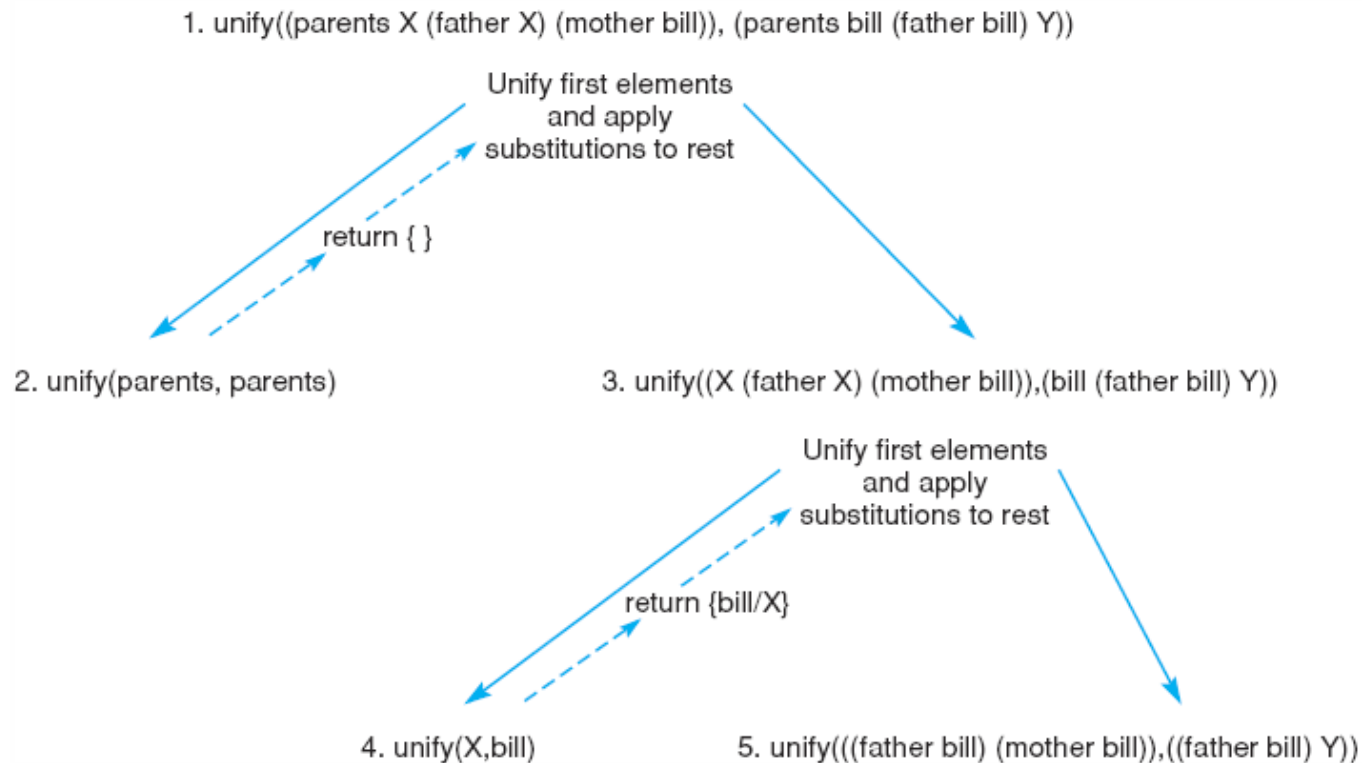 1. unify((parents X (father X) (mother bill)), (parents bill (father bill) Y))
Unify first elements
and apply
substitutions to rest
return { }
2. unify(parents, parents)
3. unify((X (father X) (mother bill)),(bill (father bill) Y))
Unify first elements
and apply
substitutions to rest
return {bill/X}
4. unify(X,bill)
5. unify(((father bill) (mother bill)),((father bill) Y))